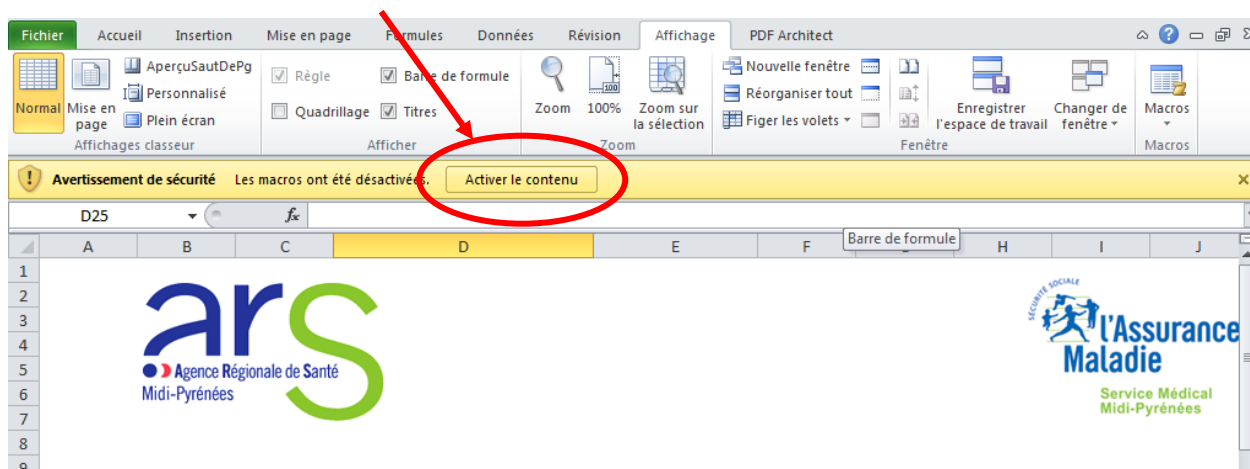 Fichier Accueil Insertion Mise en page Formules Données Révision Affichage PDF Architect
AperçuSautDePg
Personnalisé
Plein écran
Normal
Mise en
page
Affichages classeur
Règle
Barre de formule
Quadrillage
Titres
Afficher
Zoom
100%
100
Zoom sur
la sélection
Zoom
Nouvelle fenêtre
Réorganiser tout
Figer les volets
Enregistrer
l'espace de travail
Changer de
fenêtre
Fenêtre
Macros
Macros
Avertissement de sécurité Les macros ont été désactivées. Activer le contenu
D25 fx
Barre de formule
A B C D E F H I J
1
2
3
4
5
6
7
8
9
ars
Agence Régionale de Santé
Midi-Pyrénées
SÉCURITÉ SOCIALE
l'Assurance
Maladie
Service Médical
Midi-Pyrénées